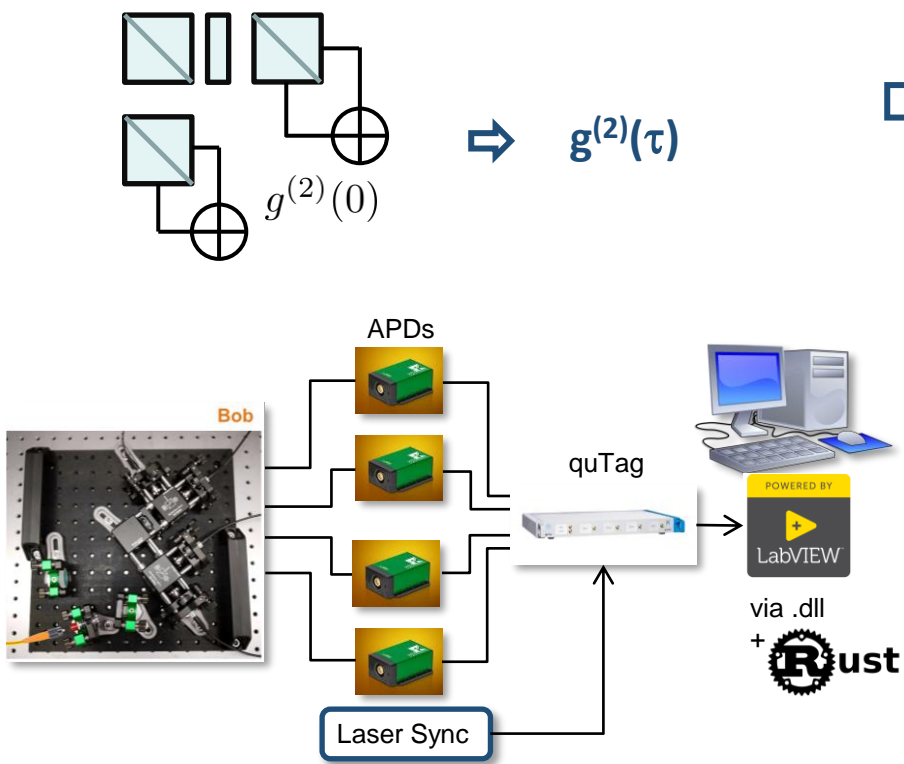 g⁽²⁾(0)
g⁽²⁾(τ)
APDs
Bob
quTag
POWERED BY
LabVIEW
via .dll
+ Rust
Laser Sync